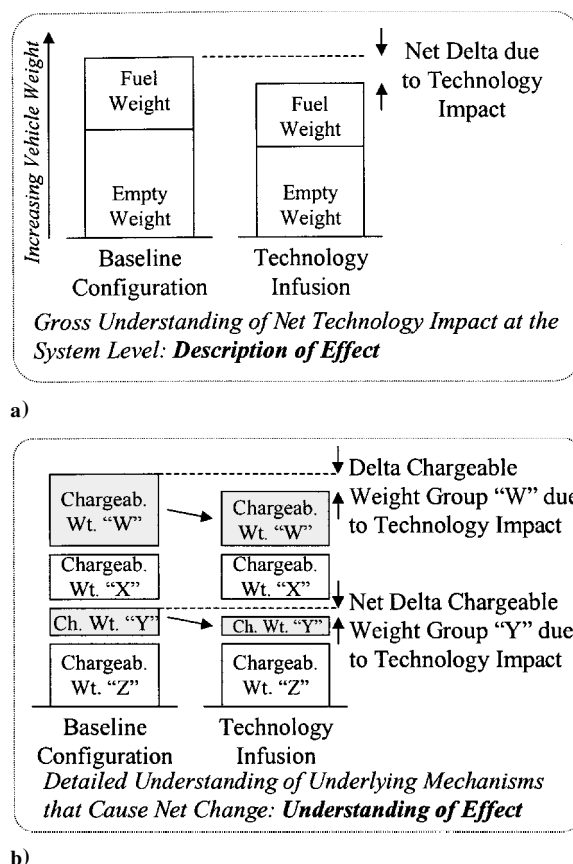 Increasing Vehicle Weight
Fuel
Weight
Empty
Weight
Baseline
Configuration
Fuel
Weight
Empty
Weight
Technology
Infusion
Net Delta due
to Technology
Impact
Gross Understanding of Net Technology Impact at the
System Level: Description of Effect
a)
Chargeab.
Wt. “W”
Chargeab.
Wt. “X”
Ch. Wt. “Y”
Chargeab.
Wt. “Z”
Baseline
Configuration
Chargeab.
Wt. “W”
Chargeab.
Wt. “X”
Ch. Wt. “Y”
Chargeab.
Wt. “Z”
Technology
Infusion
Delta Chargeable
Weight Group “W” due
to Technology Impact
Net Delta Chargeable
Weight Group “Y” due
to Technology Impact
Detailed Understanding of Underlying Mechanisms
that Cause Net Change: Understanding of Effect
b)